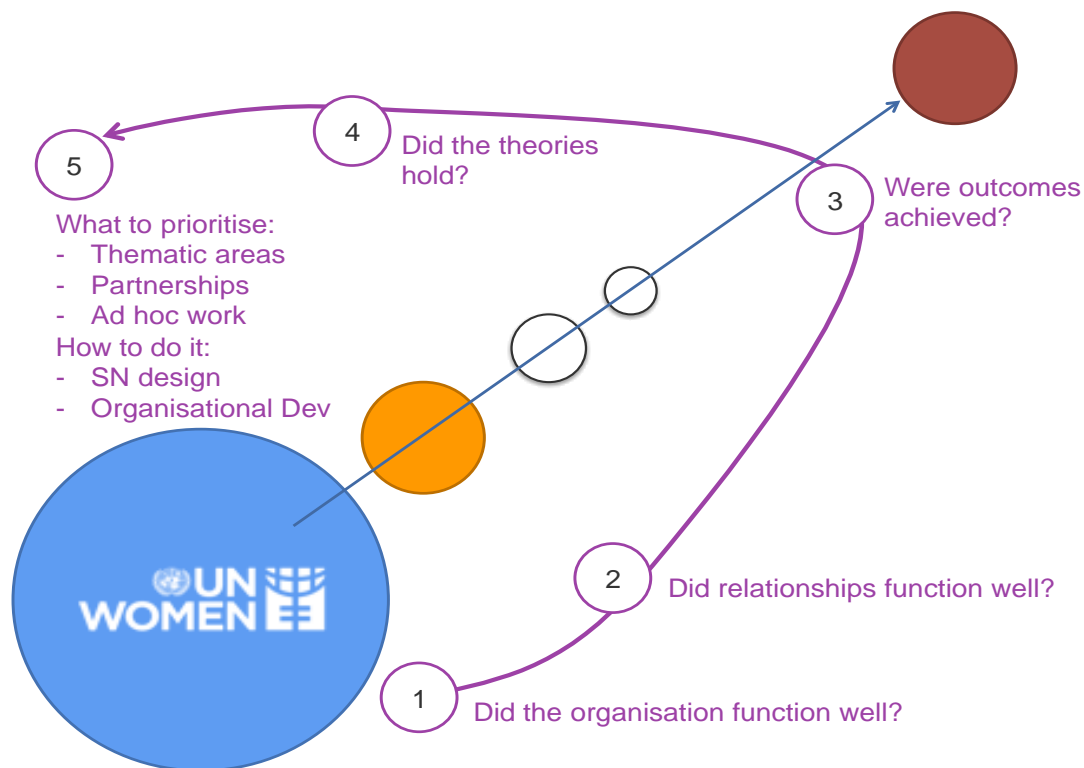 4
Did the theories
hold?
5
3
Were outcomes
achieved?
What to prioritise:
- Thematic areas
- Partnerships
- Ad hoc work
How to do it:
- SN design
- Organisational Dev
UN
WOMEN
2
Did relationships function well?
1
Did the organisation function well?